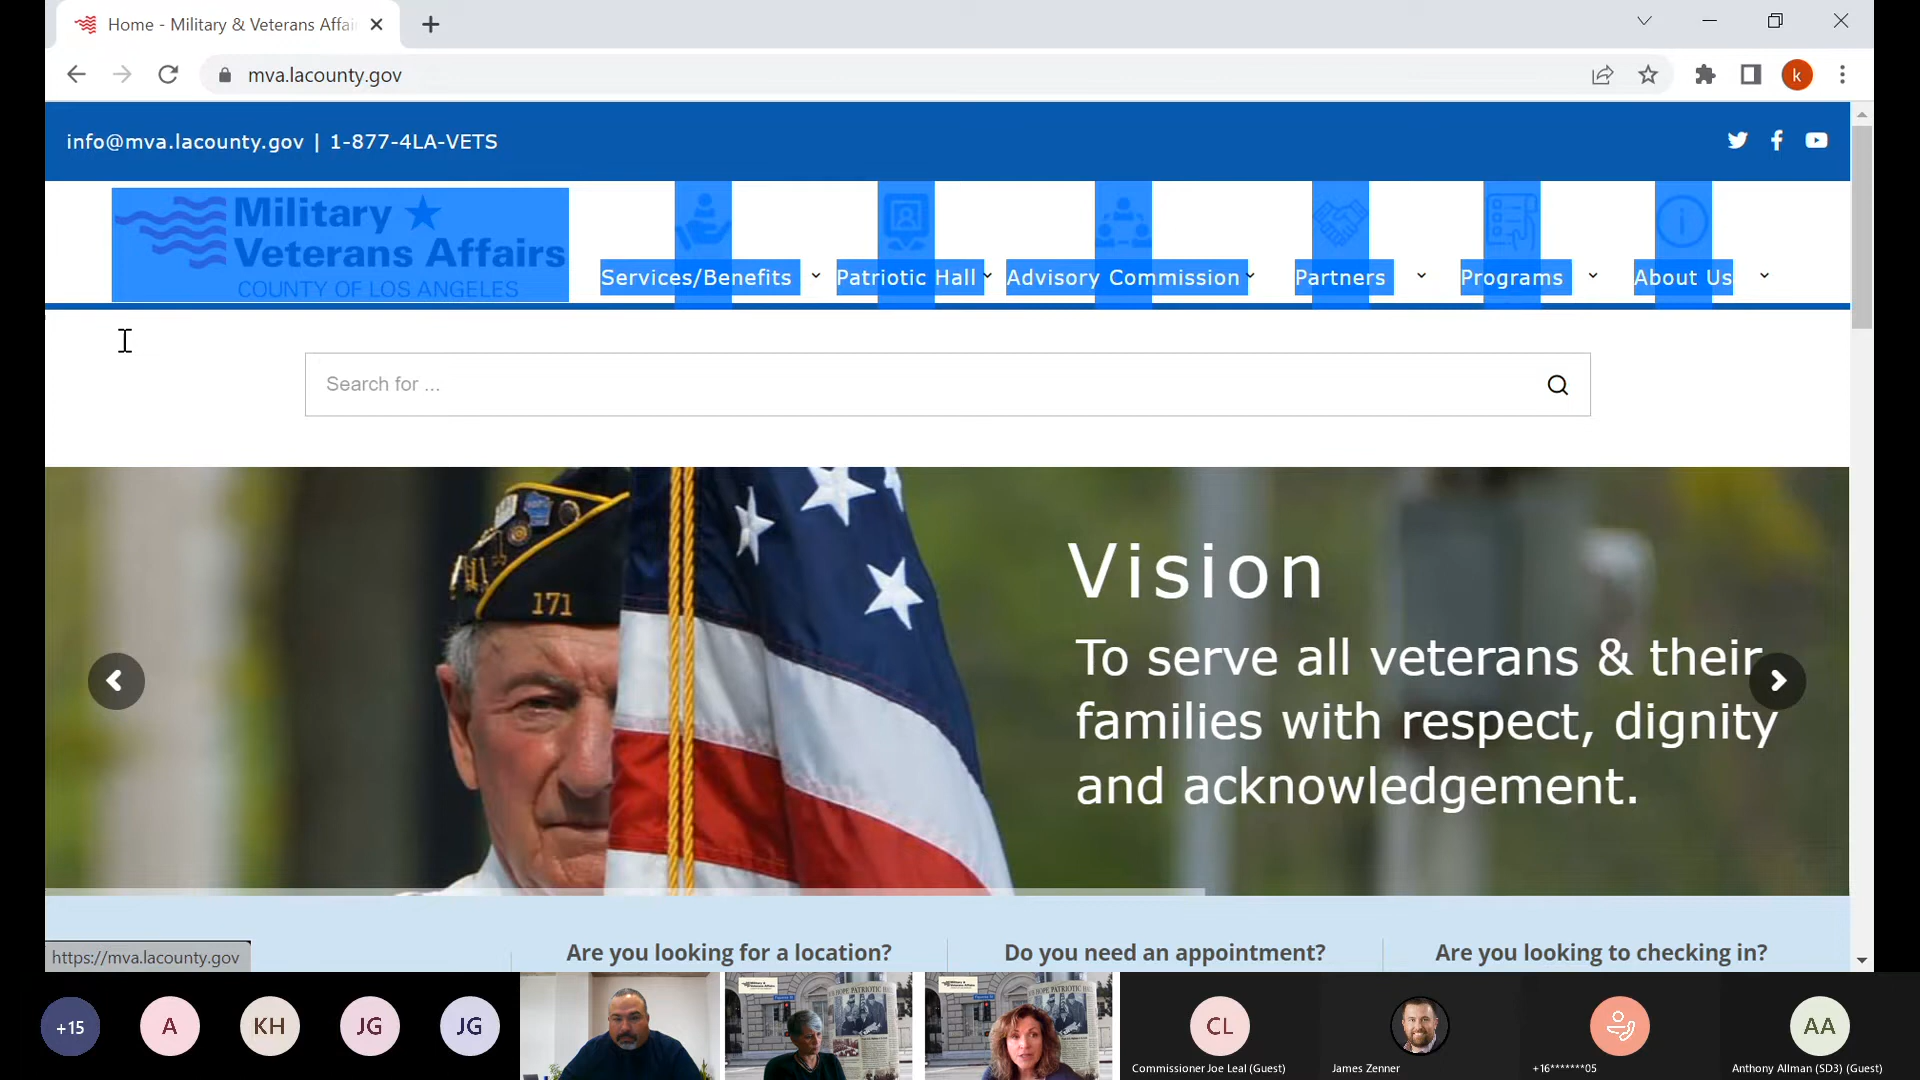 Home - Military & Veterans Affai
mva.lacounty.gov
k
info@mva.lacounty.gov | 1-877-4LA-VETS
Military
Veterans Affairs
COUNTY OF LOS ANGELES
Services/Benefits
Patriotic Hall
Advisory Commission
Partners
Programs
About Us
Search for ...
171
Vision
To serve all veterans & their
families with respect, dignity
and acknowledgement.
Are you looking for a location?
Do you need an appointment?
Are you looking to checking in?
https://mva.lacounty.gov
+15
A
KH
JG
JG
CL
AA
Commissioner Joe Leal (Guest)
James Zenner
+16*******05
Anthony Allman (SD3) (Guest)